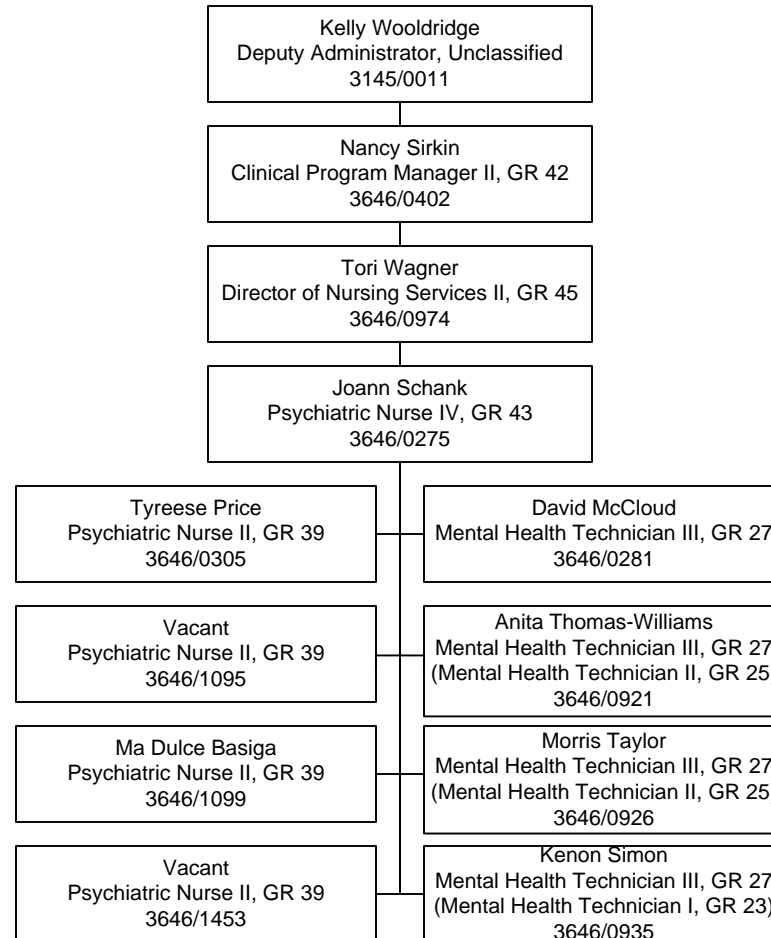 Kelly Wooldridge
Deputy Administrator, Unclassified
3145/0011
Nancy Sirkin
Clinical Program Manager II, GR 42
3646/0402
Tori Wagner
Director of Nursing Services II, GR 45
3646/0974
Joann Schank
Psychiatric Nurse IV, GR 43
3646/0275
Tyreese Price
Psychiatric Nurse II, GR 39
3646/0305
David McCloud
Mental Health Technician III, GR 27
3646/0281
Vacant
Psychiatric Nurse II, GR 39
3646/1095
Anita Thomas-Williams
Mental Health Technician III, GR 27
(Mental Health Technician II, GR 25)
3646/0921
Ma Dulce Basiga
Psychiatric Nurse II, GR 39
3646/1099
Morris Taylor
Mental Health Technician III, GR 27
(Mental Health Technician II, GR 25)
3646/0926
Vacant
Psychiatric Nurse II, GR 39
3646/1453
Kenon Simon
Mental Health Technician III, GR 27
(Mental Health Technician I, GR 23)
3646/0935